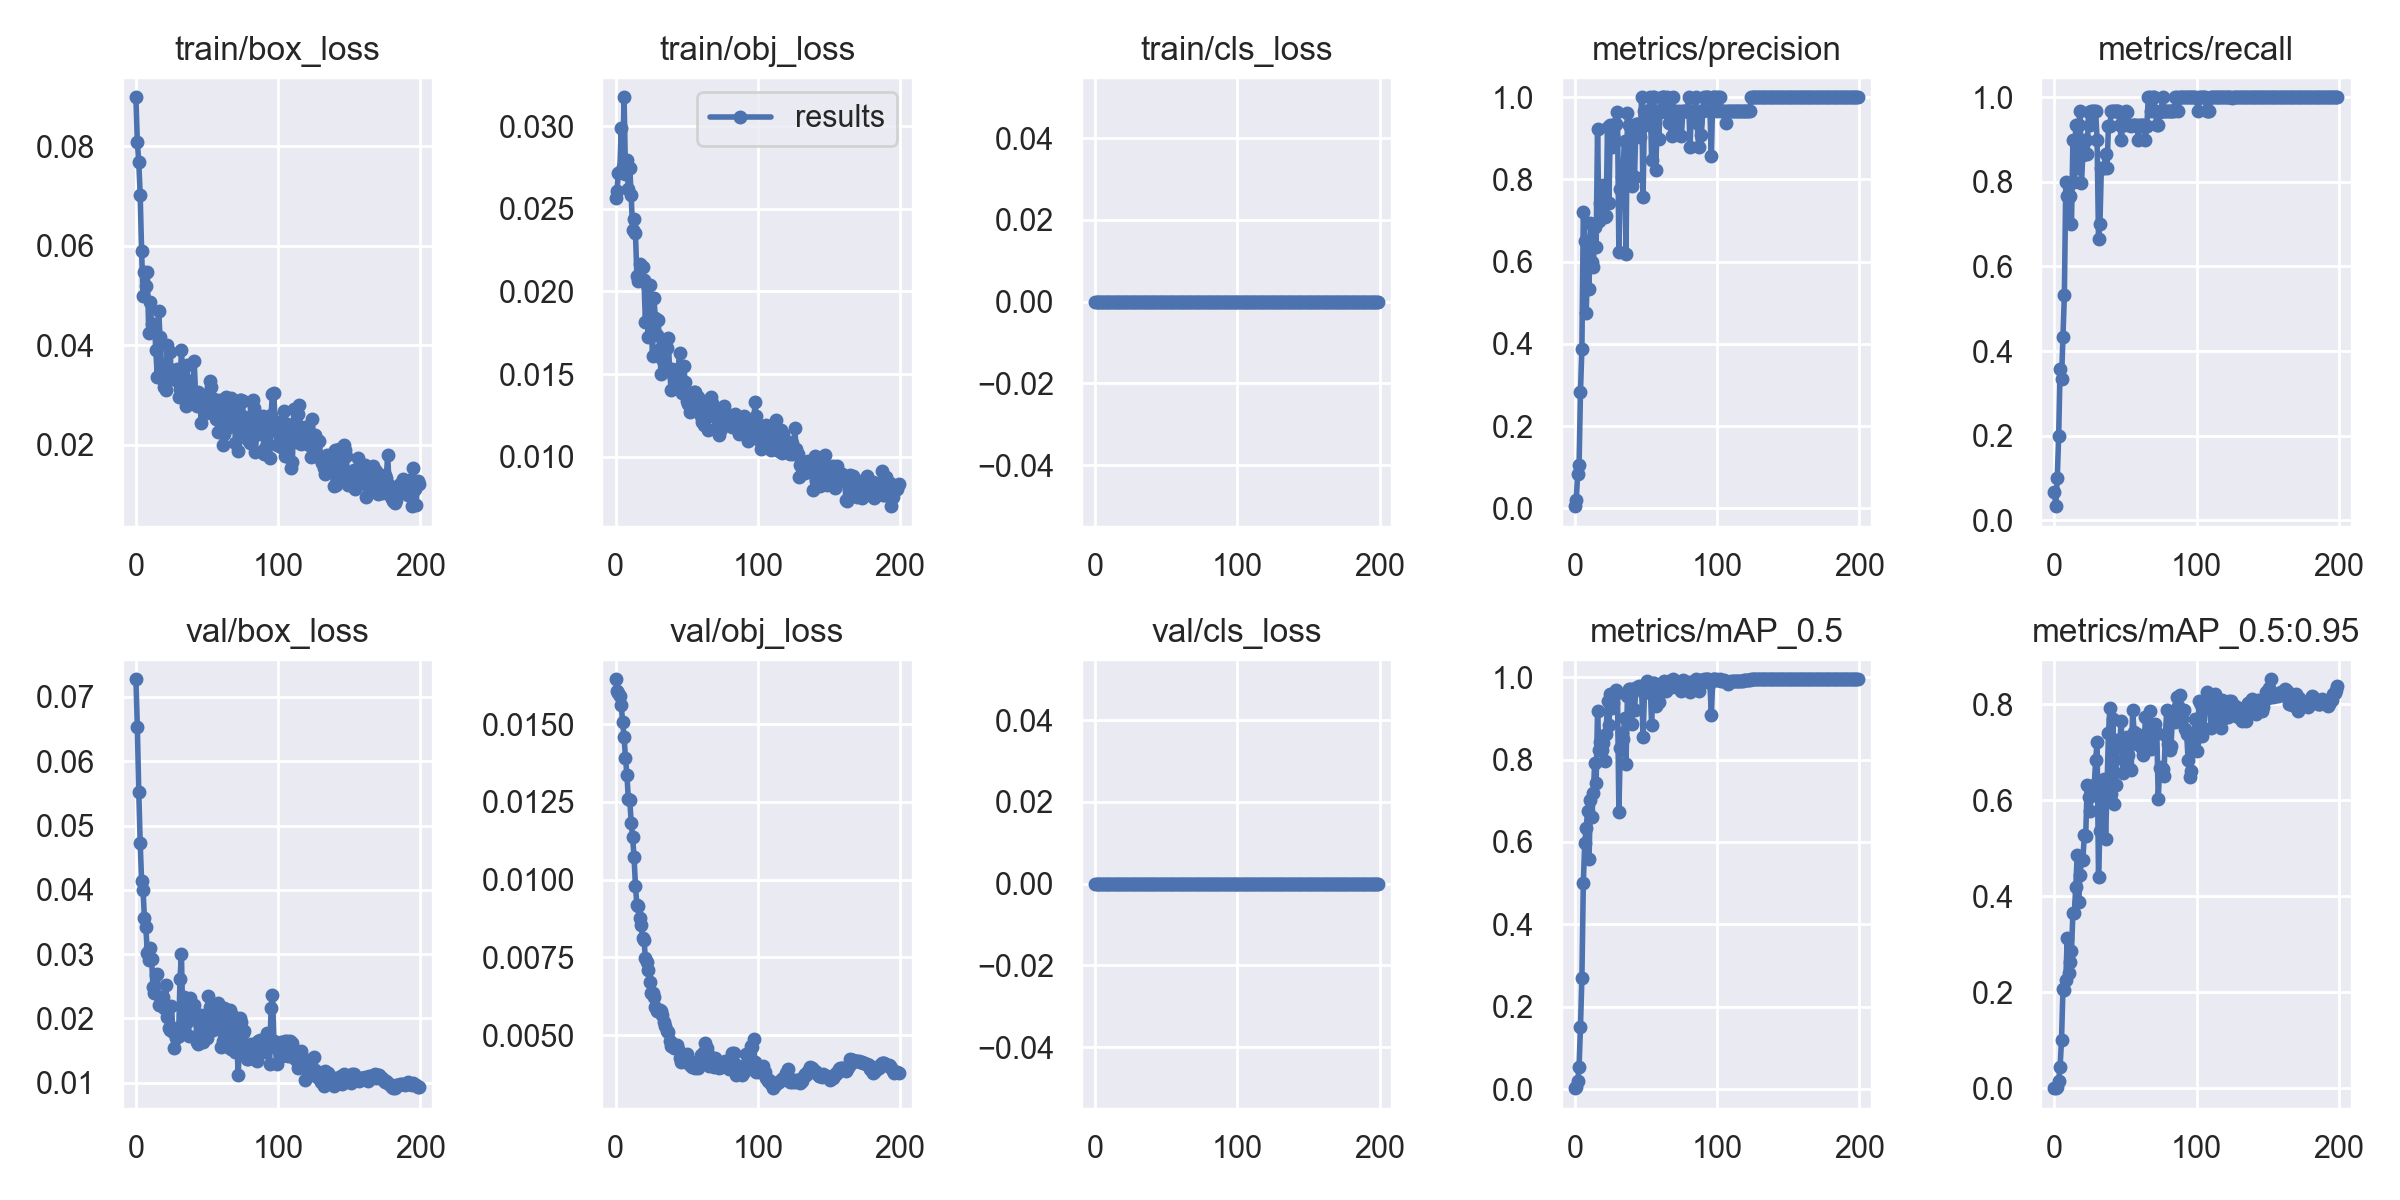 train/box_loss
0.08
0.06
0.04
0.02
0 100 200
train/obj_loss
results
0.030
0.025
0.020
0.015
0.010
0 100 200
train/cls_loss
0.04
0.02
0.00
−0.02
−0.04
0 100 200
metrics/precision
1.0
0.8
0.6
0.4
0.2
0.0
0 100 200
metrics/recall
1.0
0.8
0.6
0.4
0.2
0.0
0 100 200
val/box_loss
0.07
0.06
0.05
0.04
0.03
0.02
0.01
0 100 200
val/obj_loss
0.0150
0.0125
0.0100
0.0075
0.0050
0 100 200
val/cls_loss
0.04
0.02
0.00
−0.02
−0.04
0 100 200
metrics/mAP_0.5
1.0
0.8
0.6
0.4
0.2
0.0
0 100 200
metrics/mAP_0.5:0.95
0.8
0.6
0.4
0.2
0.0
0 100 200